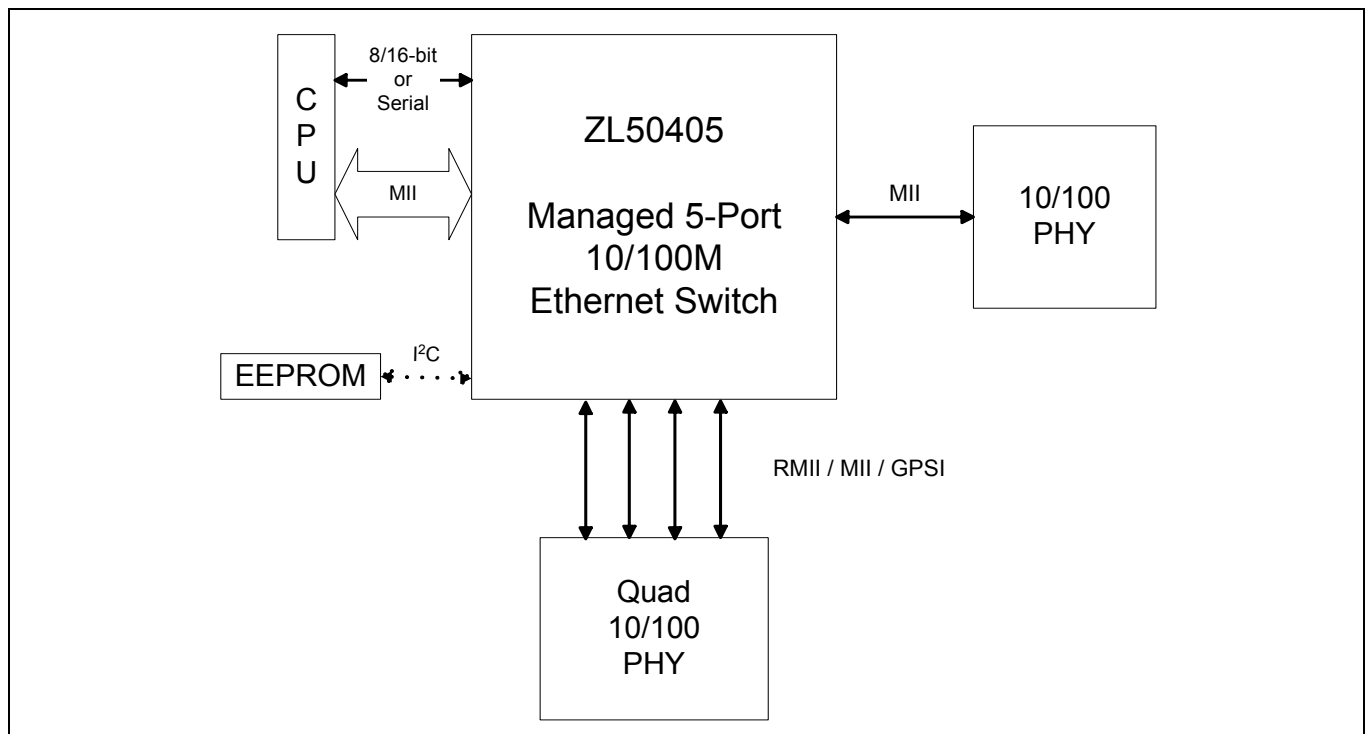 8/16-bit
or
Serial
C
P
U
MII
ZL50405
Managed 5-Port
10/100M
Ethernet Switch
MII
10/100
PHY
EEPROM
I²C
RMII / MII / GPSI
Quad
10/100
PHY